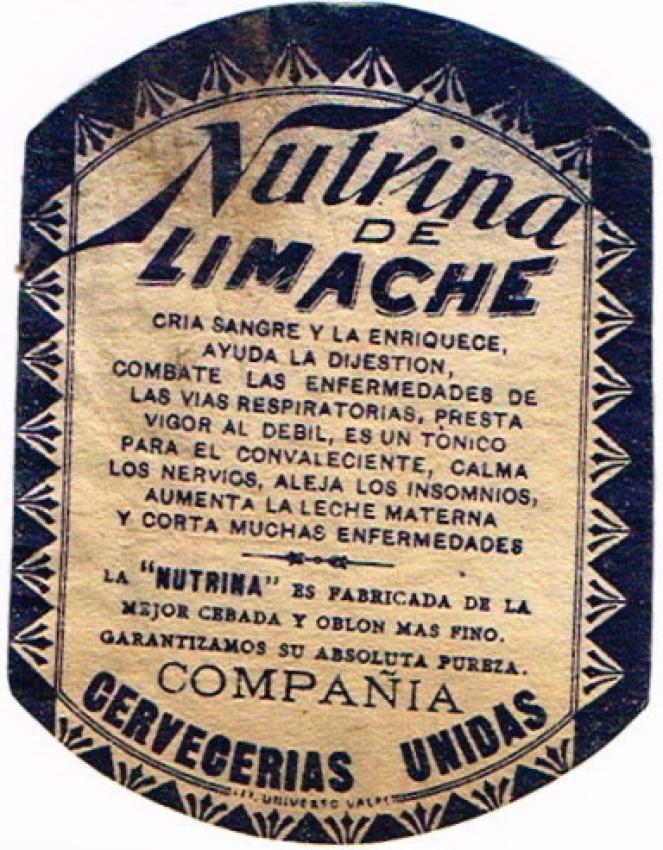 Nutrina
DE
LIMACHE
CRIA SANGRE Y LA ENRIQUECE,
AYUDA LA DIJESTION,
COMBATE LAS ENFERMEDADES DE
LAS VIAS RESPIRATORIAS, PRESTA
VIGOR AL DEBIL, ES UN TÓNICO
PARA EL CONVALECIENTE, CALMA
LOS NERVIOS, ALEJA LOS INSOMNIOS,
AUMENTA LA LECHE MATERNA
Y CORTA MUCHAS ENFERMEDADES
LA "NUTRINA" ES FABRICADA DE LA
MEJOR CEBADA Y OBLON MAS FINO.
GARANTIZAMOS SU ABSOLUTA PUREZA.
COMPAÑIA
CERVECERIAS UNIDAS
UNIVERSO